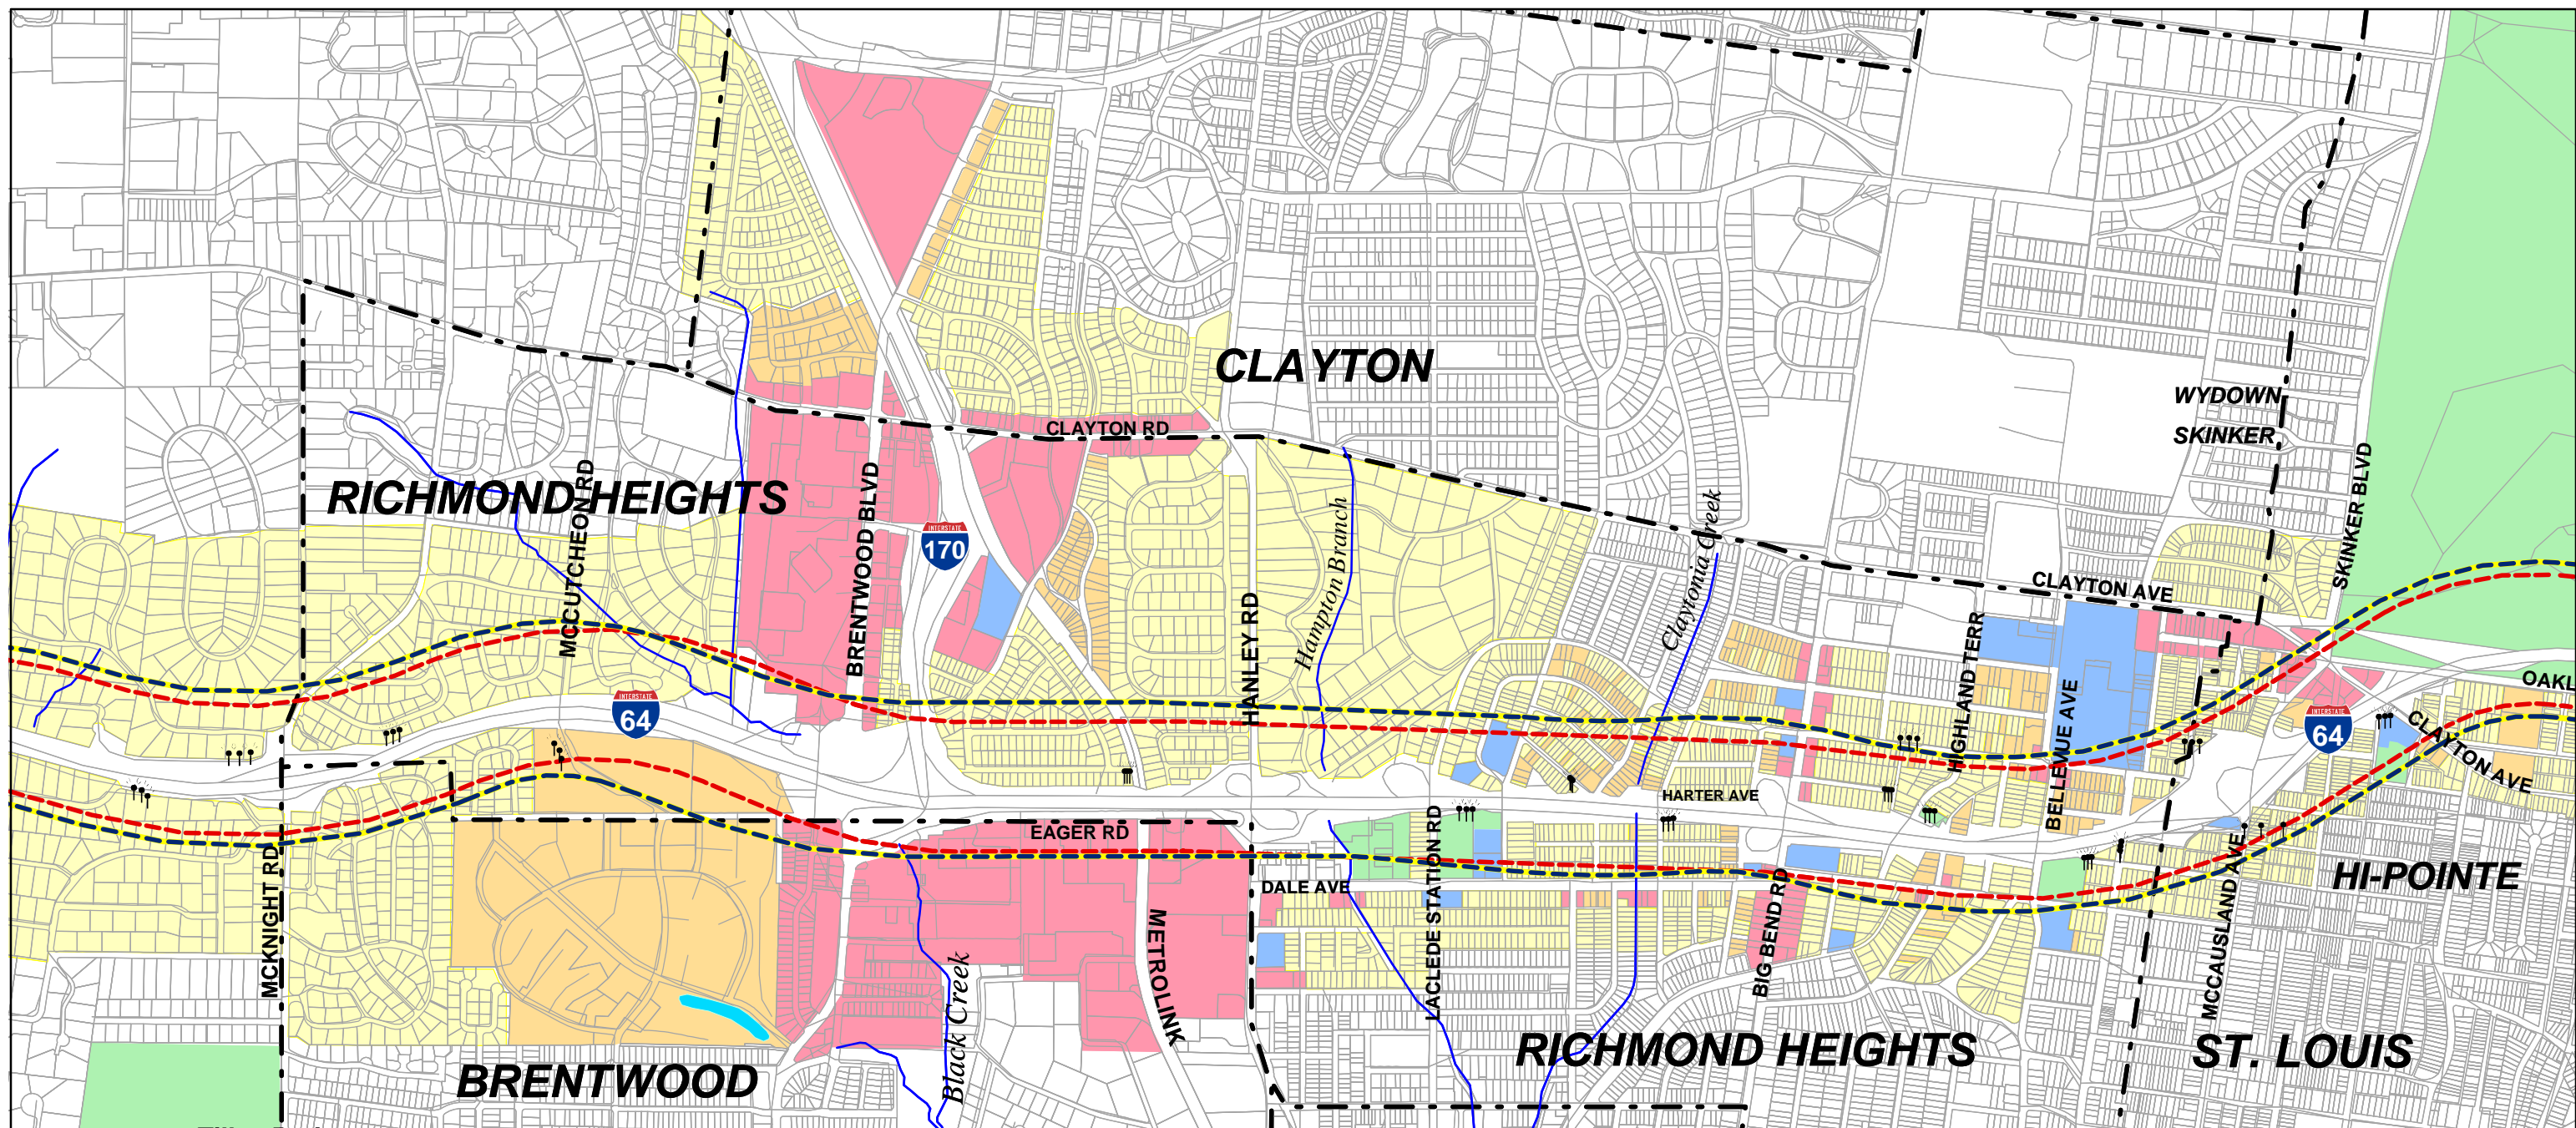 CLAYTON
WYDOWN
SKINKER
CLAYTON RD
RICHMOND HEIGHTS
MCCUTCHEON RD
BRENTWOOD BLVD
INTERSTATE
170
Hampton Branch
Claytonia Creek
SKINKER BLVD
CLAYTON AVE
HANLEY RD
HIGHLAND TERR
BELLEVUE AVE
OAKL
INTERSTATE
64
INTERSTATE
64
CLAYTON AVE
HARTER AVE
EAGER RD
DALE AVE
MCKNIGHT RD
LACLEDE STATION RD
BIG BEND RD
MCCAUSLAND AVE
HI-POINTE
METROLINK
Black Creek
BRENTWOOD
RICHMOND HEIGHTS
ST. LOUIS